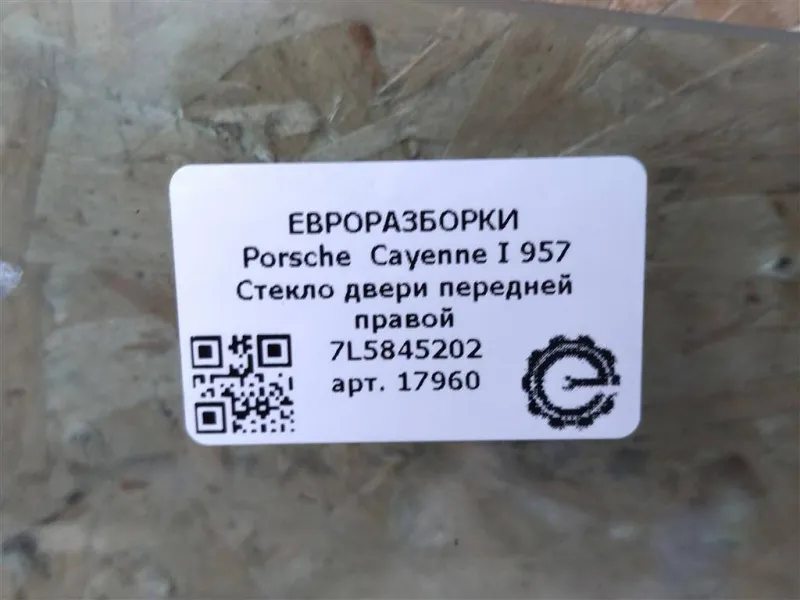 ЕВРОРАЗБОРКИ
Porsche Cayenne I 957
Стекло двери передней
правой
7L5845202
арт. 17960